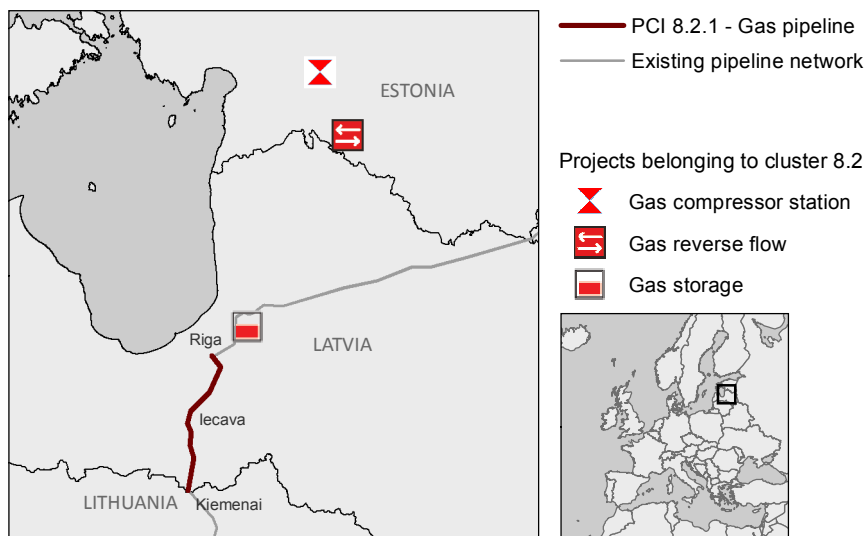 ESTONIA
Riga
LATVIA
Iecava
LITHUANIA
Kiemenai
PCI 8.2.1 - Gas pipeline
Existing pipeline network
Projects belonging to cluster 8.2
Gas compressor station
Gas reverse flow
Gas storage